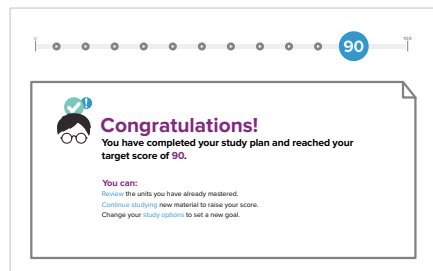 0
90
100
Congratulations!
You have completed your study plan and reached your
target score of 90.
You can:
Review the units you have already mastered.
Continue studying new material to raise your score.
Change your study options to set a new goal.